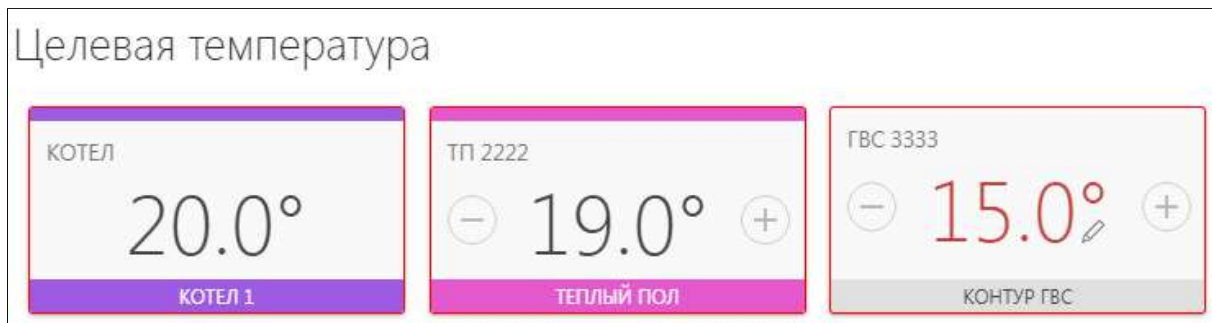 Целевая температура
КОТЕЛ
20.0°
КОТЕЛ 1
ТП 2222
19.0°
ТЕПЛЫЙ ПОЛ
ГВС 3333
15.0°
КОНТУР ГВС